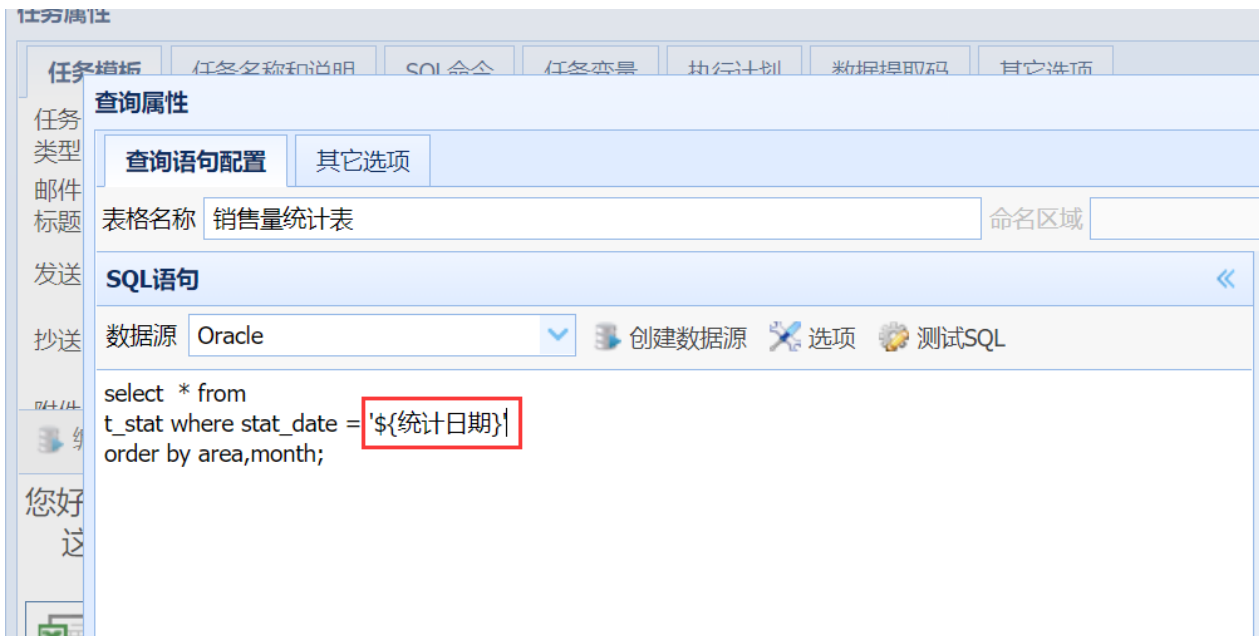 任务属性
任务模板 任务名称和说明 SQL命令 任务变量 执行计划 数据提取码 其它选项
查询属性
任务
类型
查询语句配置 其它选项
邮件
标题
表格名称 销售量统计表 命名区域
发送
SQL语句
抄送
数据源 Oracle 创建数据源 选项 测试SQL
附件
select * from
t_stat where stat_date = '${统计日期}'
order by area,month;
您好
这